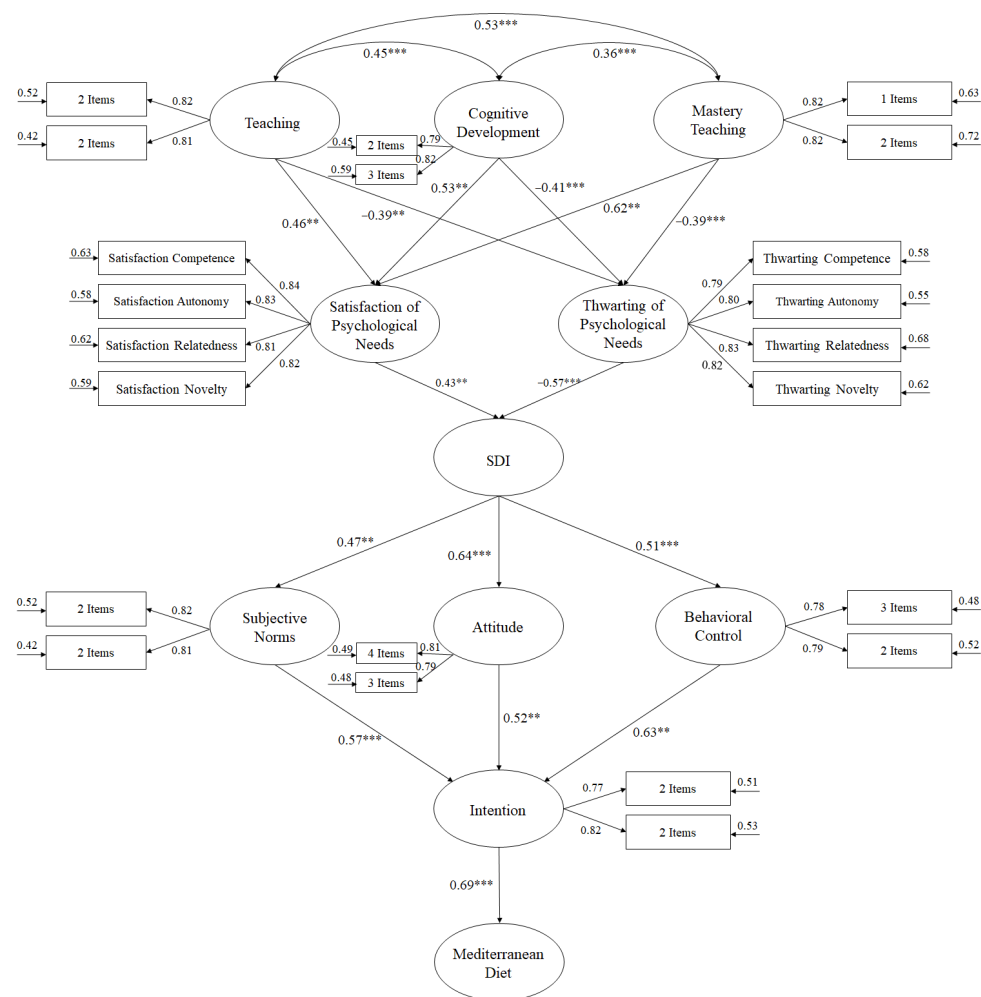 0.53***
0.45***
0.36***
0.52
2 Items
0.82
Teaching
0.42
2 Items
0.81
Cognitive
Development
0.45
2 Items
0.79
0.59
3 Items
0.82
Mastery
Teaching
0.82
1 Items
0.63
0.82
2 Items
0.72
0.46**
−0.39**
0.53**
−0.41***
0.62**
−0.39***
0.63
Satisfaction Competence
0.84
0.58
Satisfaction Autonomy
0.83
0.62
Satisfaction Relatedness
0.81
0.59
Satisfaction Novelty
0.82
Satisfaction of
Psychological
Needs
Thwarting of
Psychological
Needs
0.79
Thwarting Competence
0.58
0.80
Thwarting Autonomy
0.55
0.83
Thwarting Relatedness
0.68
0.82
Thwarting Novelty
0.62
0.43**
−0.57***
SDI
0.47**
0.64***
0.51***
0.52
2 Items
0.82
0.42
2 Items
0.81
Subjective
Norms
0.49
4 Items
0.81
0.48
3 Items
0.79
Attitude
Behavioral
Control
0.78
3 Items
0.48
0.79
2 Items
0.52
0.57***
0.52**
0.63**
Intention
0.77
2 Items
0.51
0.82
2 Items
0.53
0.69***
Mediterranean
Diet